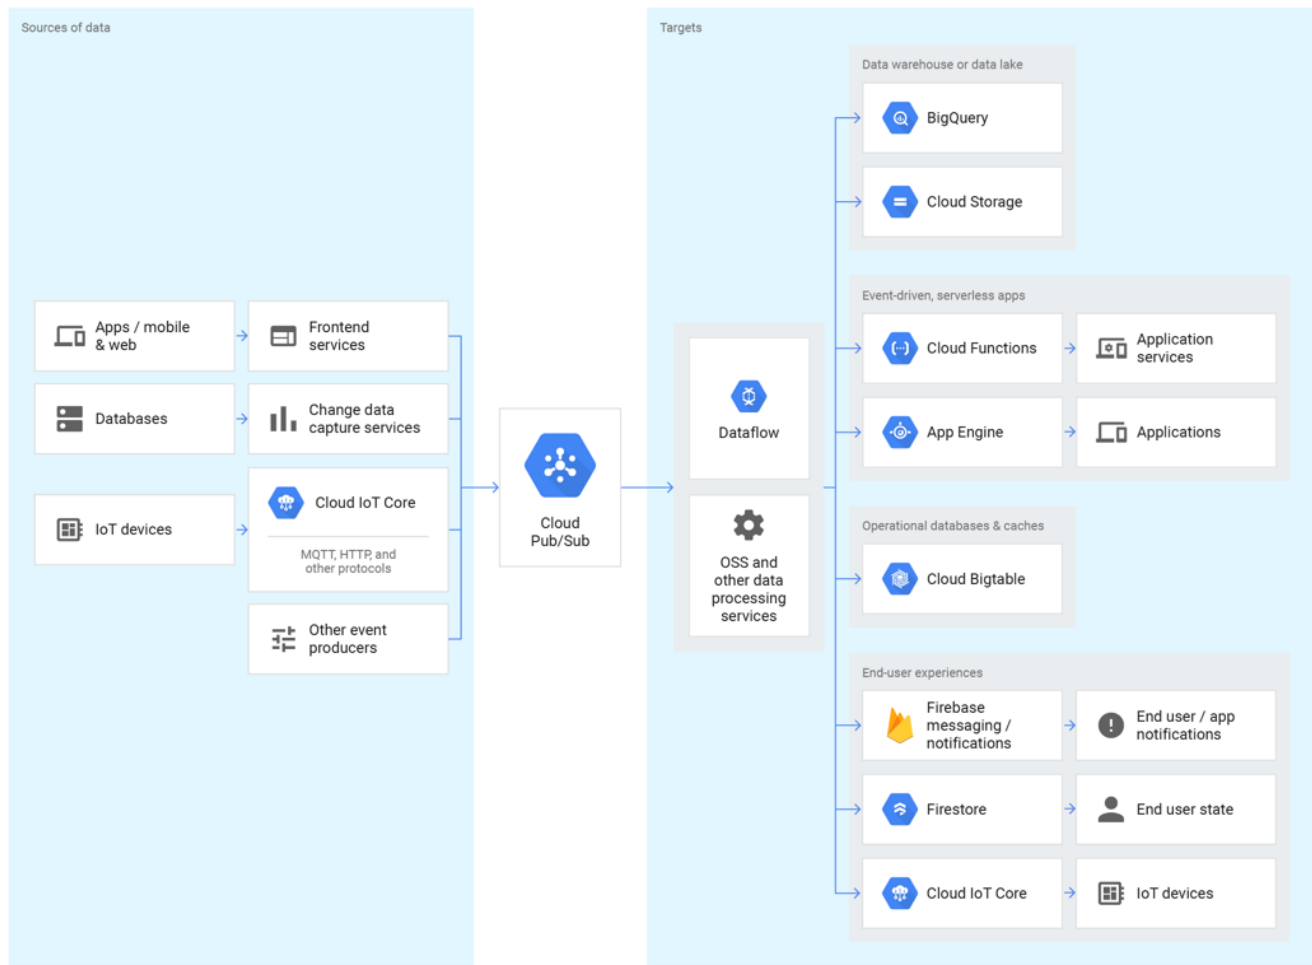 Sources of data
Apps / mobile
& web
Frontend
services
Databases
Change data
capture services
IoT devices
Cloud IoT Core
MQTT, HTTP, and
other protocols
Other event
producers
Cloud
Pub/Sub
Targets
Dataflow
OSS and
other data
processing
services
Data warehouse or data lake
BigQuery
Cloud Storage
Event-driven, serverless apps
Cloud Functions
Application
services
App Engine
Applications
Operational databases & caches
Cloud Bigtable
End-user experiences
Firebase
messaging /
notifications
End user / app
notifications
Firestore
End user state
Cloud IoT Core
IoT devices